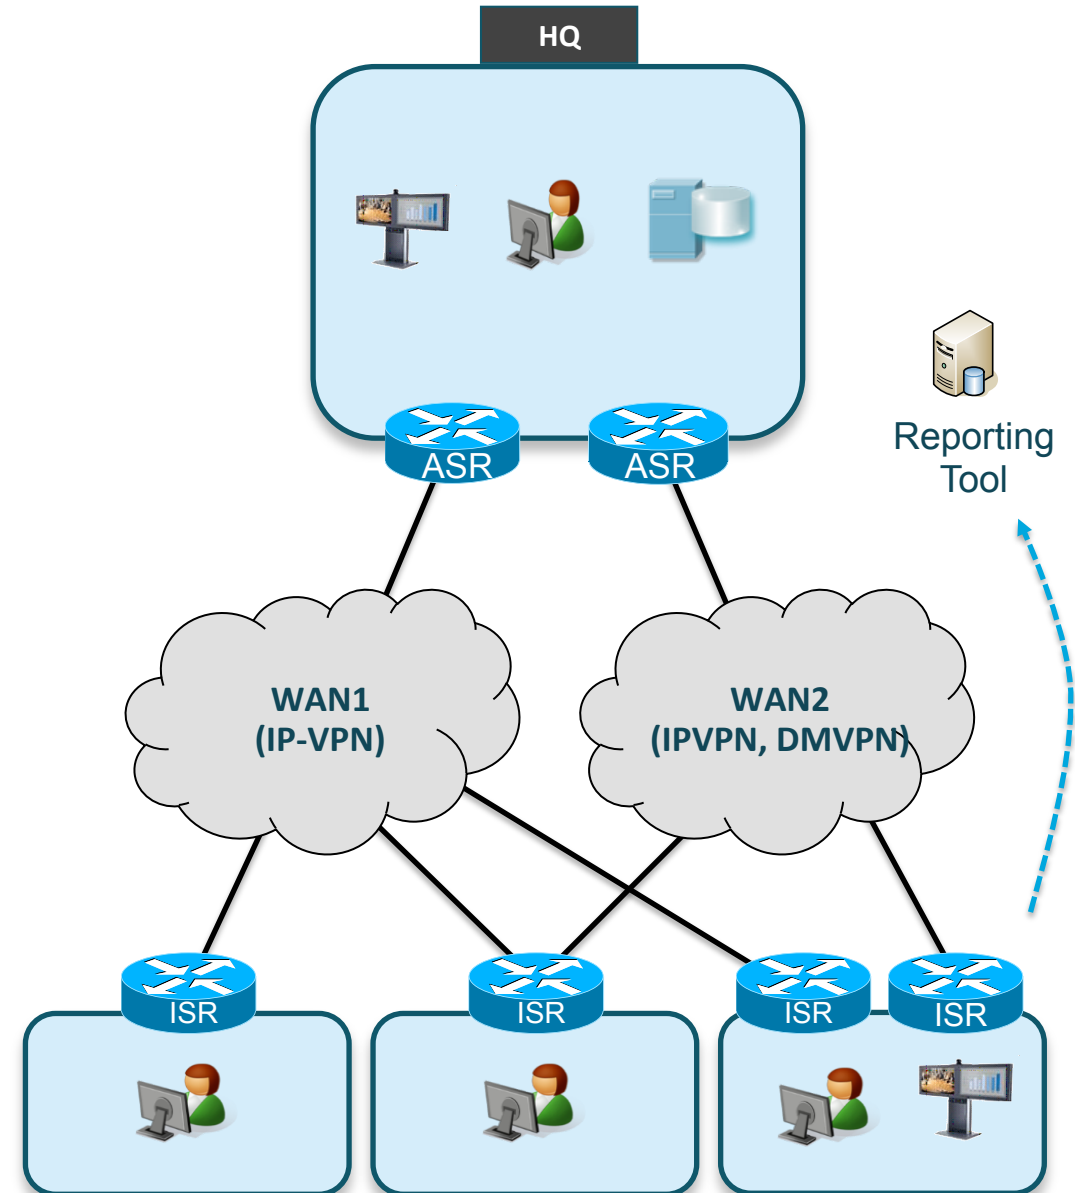 HQ
ASR
ASR
Reporting
Tool
WAN1
(IP-VPN)
WAN2
(IPVPN, DMVPN)
ISR
ISR
ISR
ISR